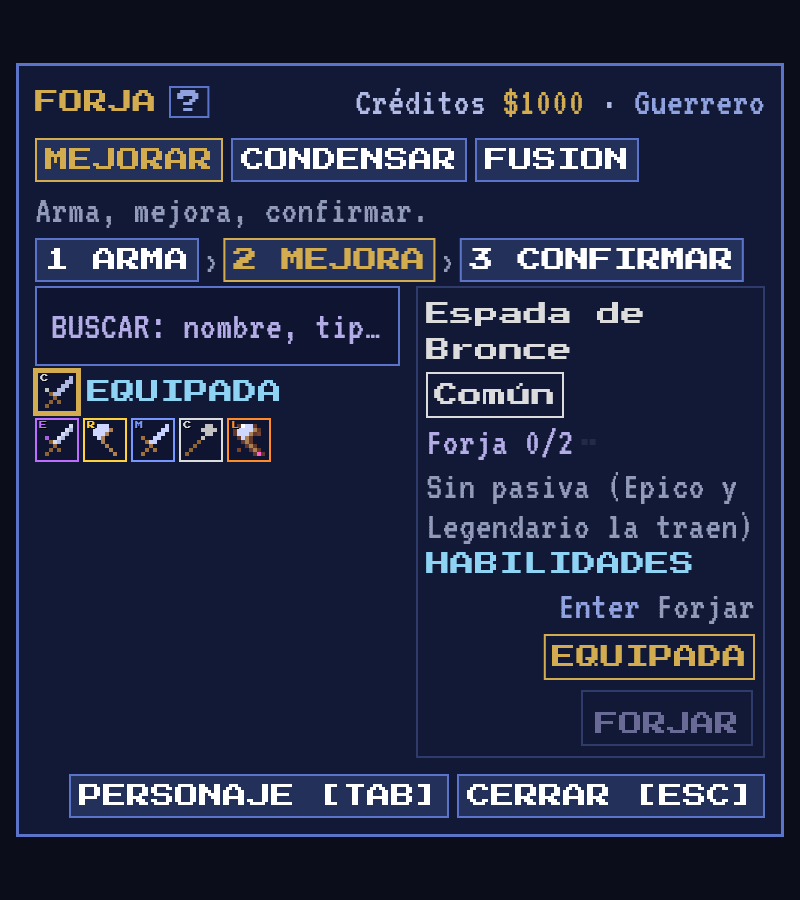 FORJA ? Créditos $1000 · Guerrero
MEJORAR CONDENSAR FUSION
Arma, mejora, confirmar.
1 ARMA › 2 MEJORA › 3 CONFIRMAR
BUSCAR: nombre, tip…
C EQUIPADA
E R M C L
Espada de
Bronce
Común
Forja 0/2
Sin pasiva (Epico y
Legendario la traen)
HABILIDADES
Enter Forjar
EQUIPADA
FORJAR
PERSONAJE [TAB] CERRAR [ESC]